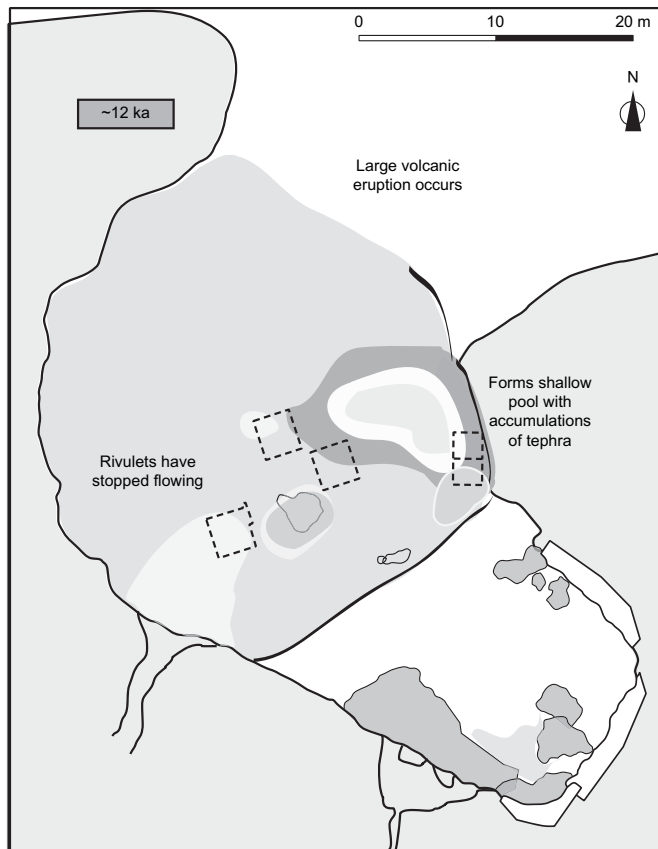 0 10 20 m
N
~12 ka
Large volcanic
eruption occurs
Forms shallow
pool with
accumulations
of tephra
Rivulets have
stopped flowing